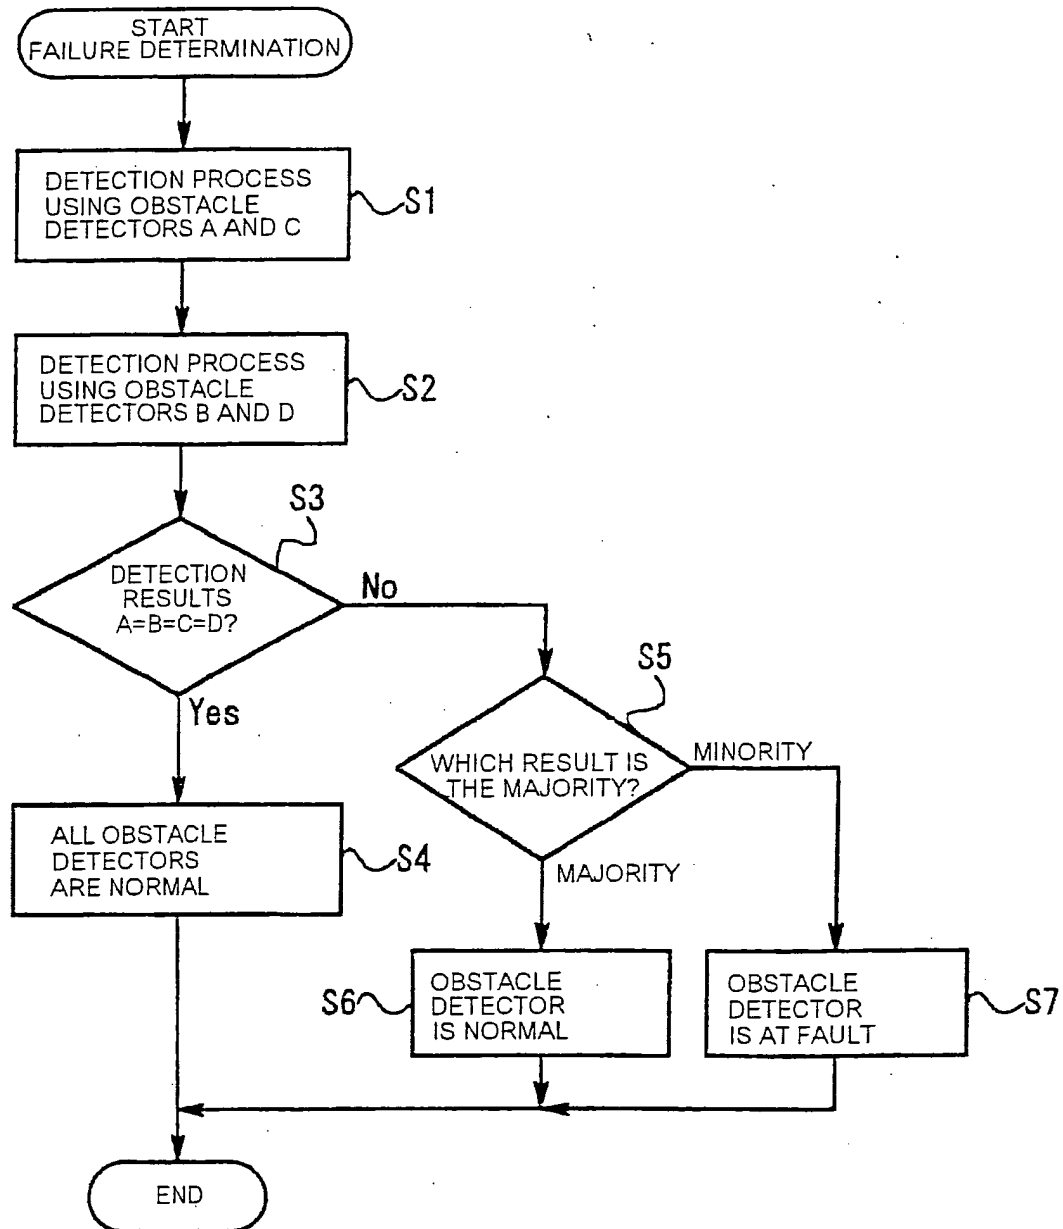 START
FAILURE DETERMINATION
DETECTION PROCESS
USING OBSTACLE
DETECTORS A AND C
S1
DETECTION PROCESS
USING OBSTACLE
DETECTORS B AND D
S2
S3
DETECTION
RESULTS
A=B=C=D?
No
Yes
S5
WHICH RESULT IS
THE MAJORITY?
MINORITY
MAJORITY
ALL OBSTACLE
DETECTORS
ARE NORMAL
S4
S6
OBSTACLE
DETECTOR
IS NORMAL
OBSTACLE
DETECTOR
IS AT FAULT
S7
END